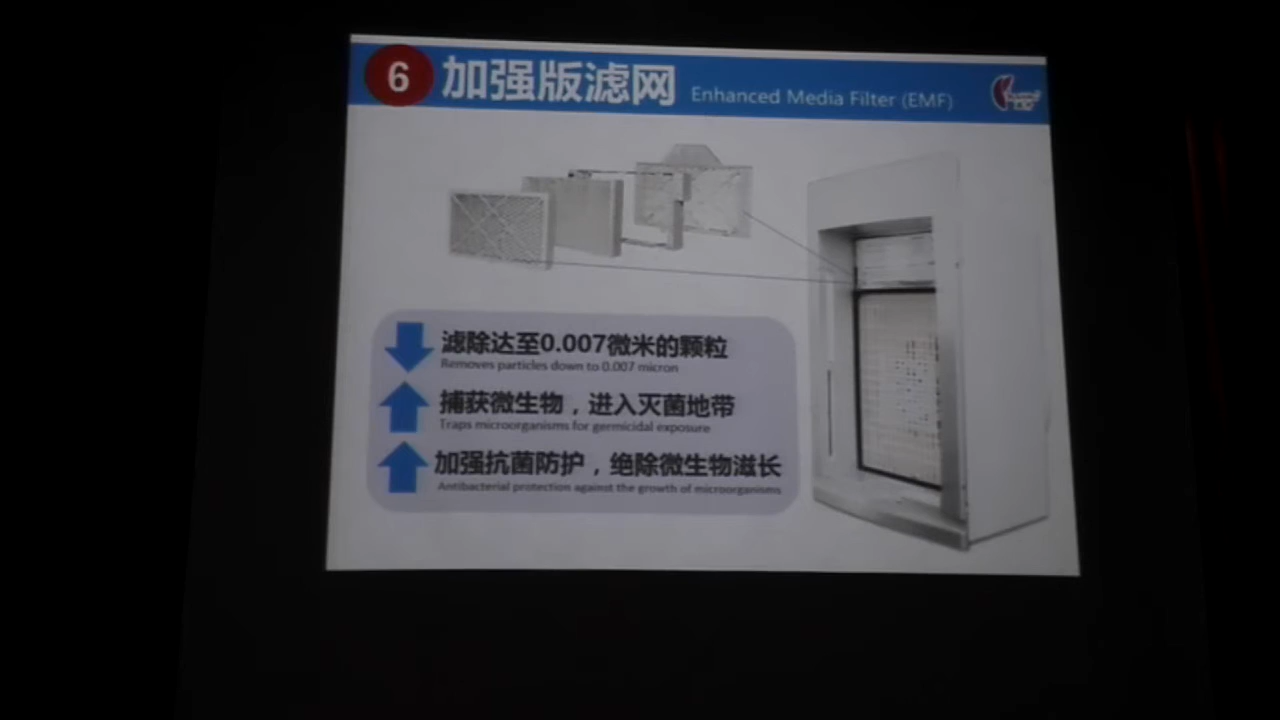 6 加强版滤网 Enhanced Media Filter (EMF)
滤除达至0.007微米的颗粒
Removes particles down to 0.007 micron
捕获微生物，进入灭菌地带
Traps microorganisms for germicidal exposure
加强抗菌防护，绝除微生物滋长
Antibacterial protection against the growth of microorganisms